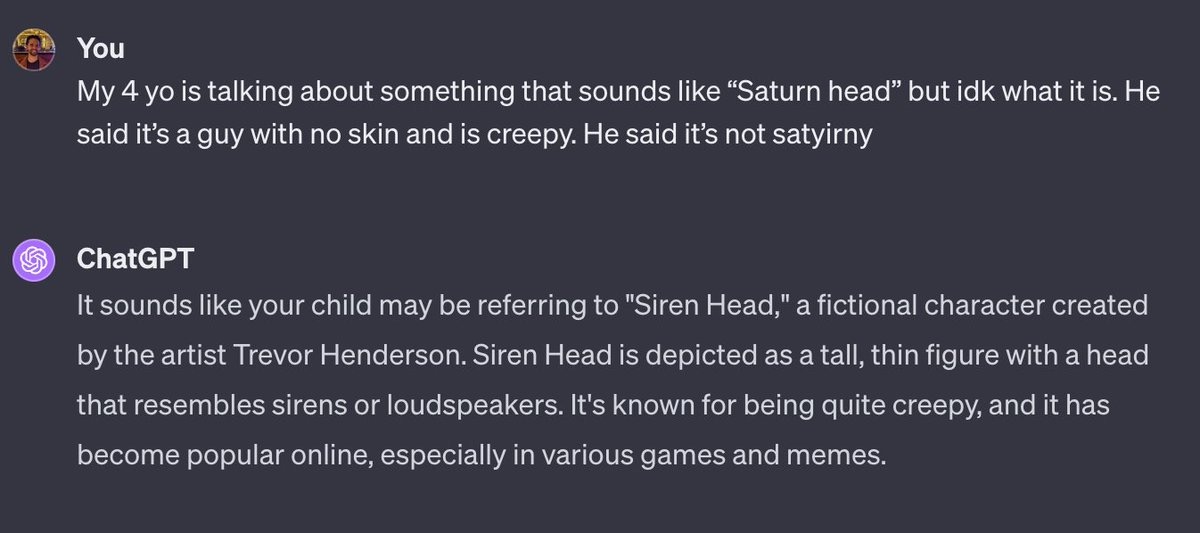 You
My 4 yo is talking about something that sounds like “Saturn head” but idk what it is. He
said it’s a guy with no skin and is creepy. He said it’s not satyirny
ChatGPT
It sounds like your child may be referring to "Siren Head," a fictional character created
by the artist Trevor Henderson. Siren Head is depicted as a tall, thin figure with a head
that resembles sirens or loudspeakers. It's known for being quite creepy, and it has
become popular online, especially in various games and memes.